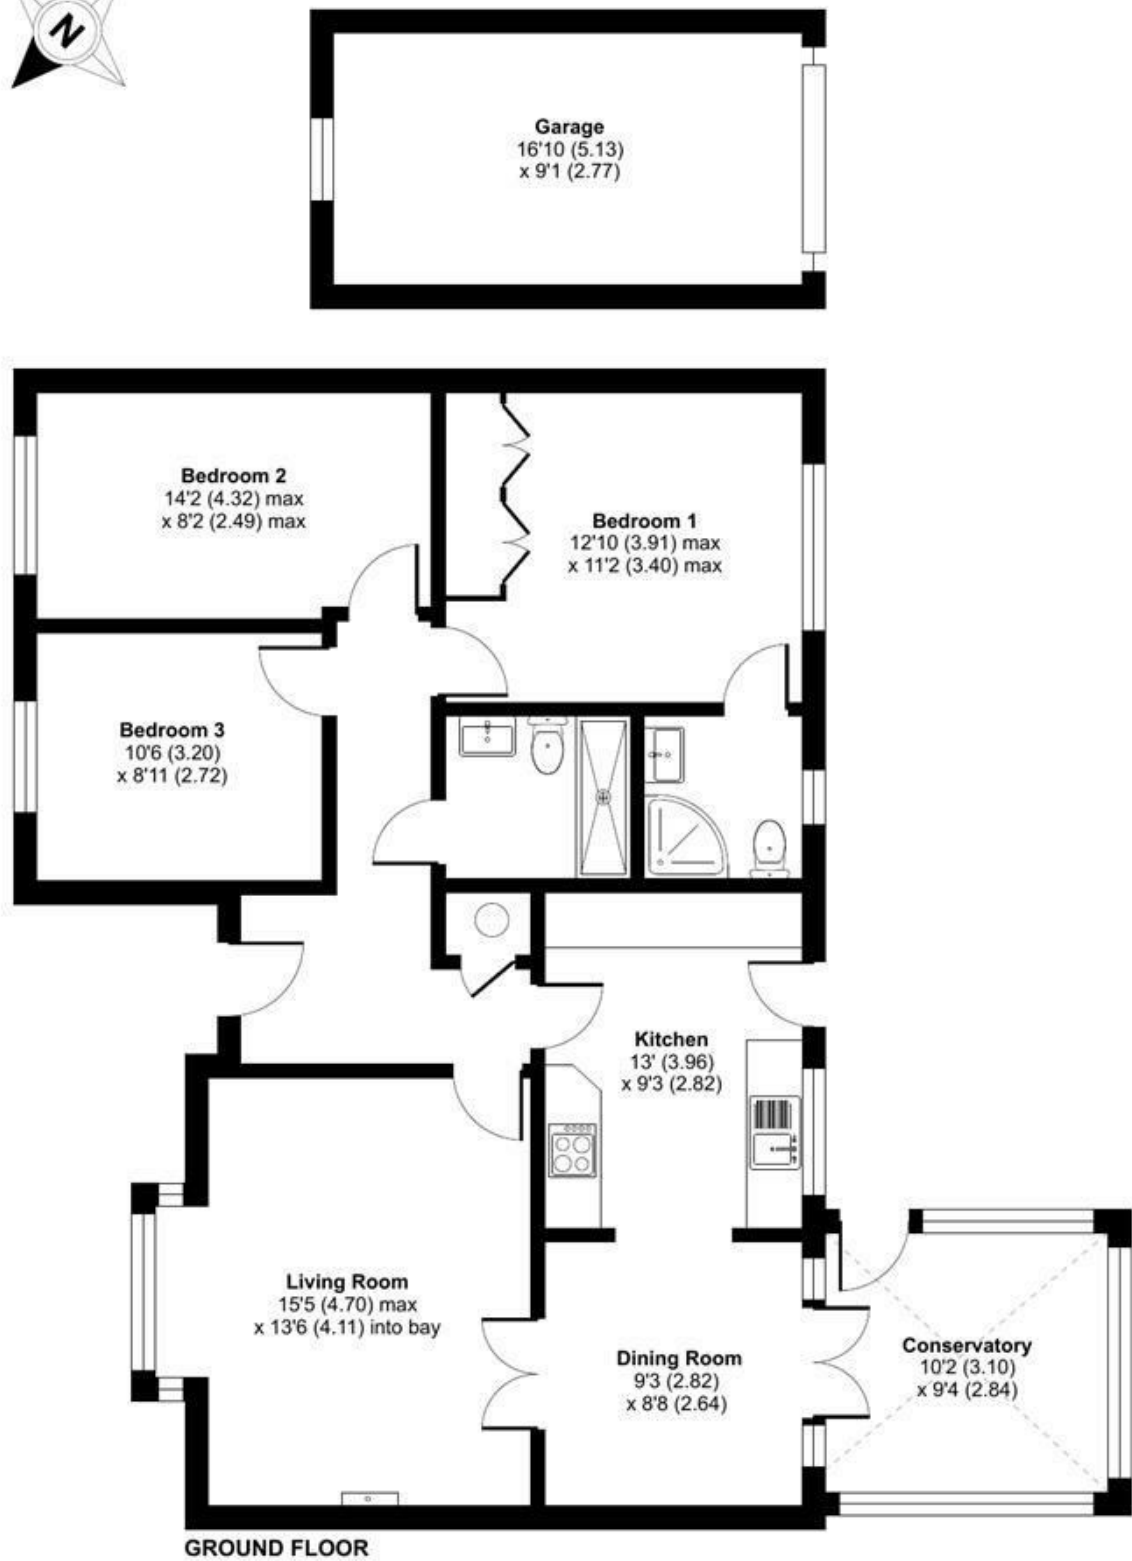 N
Garage
16'10 (5.13)
x 9'1 (2.77)
Bedroom 2
14'2 (4.32) max
x 8'2 (2.49) max
Bedroom 1
12'10 (3.91) max
x 11'2 (3.40) max
Bedroom 3
10'6 (3.20)
x 8'11 (2.72)
Kitchen
13' (3.96)
x 9'3 (2.82)
Living Room
15'5 (4.70) max
x 13'6 (4.11) into bay
Dining Room
9'3 (2.82)
x 8'8 (2.64)
Conservatory
10'2 (3.10)
x 9'4 (2.84)
GROUND FLOOR